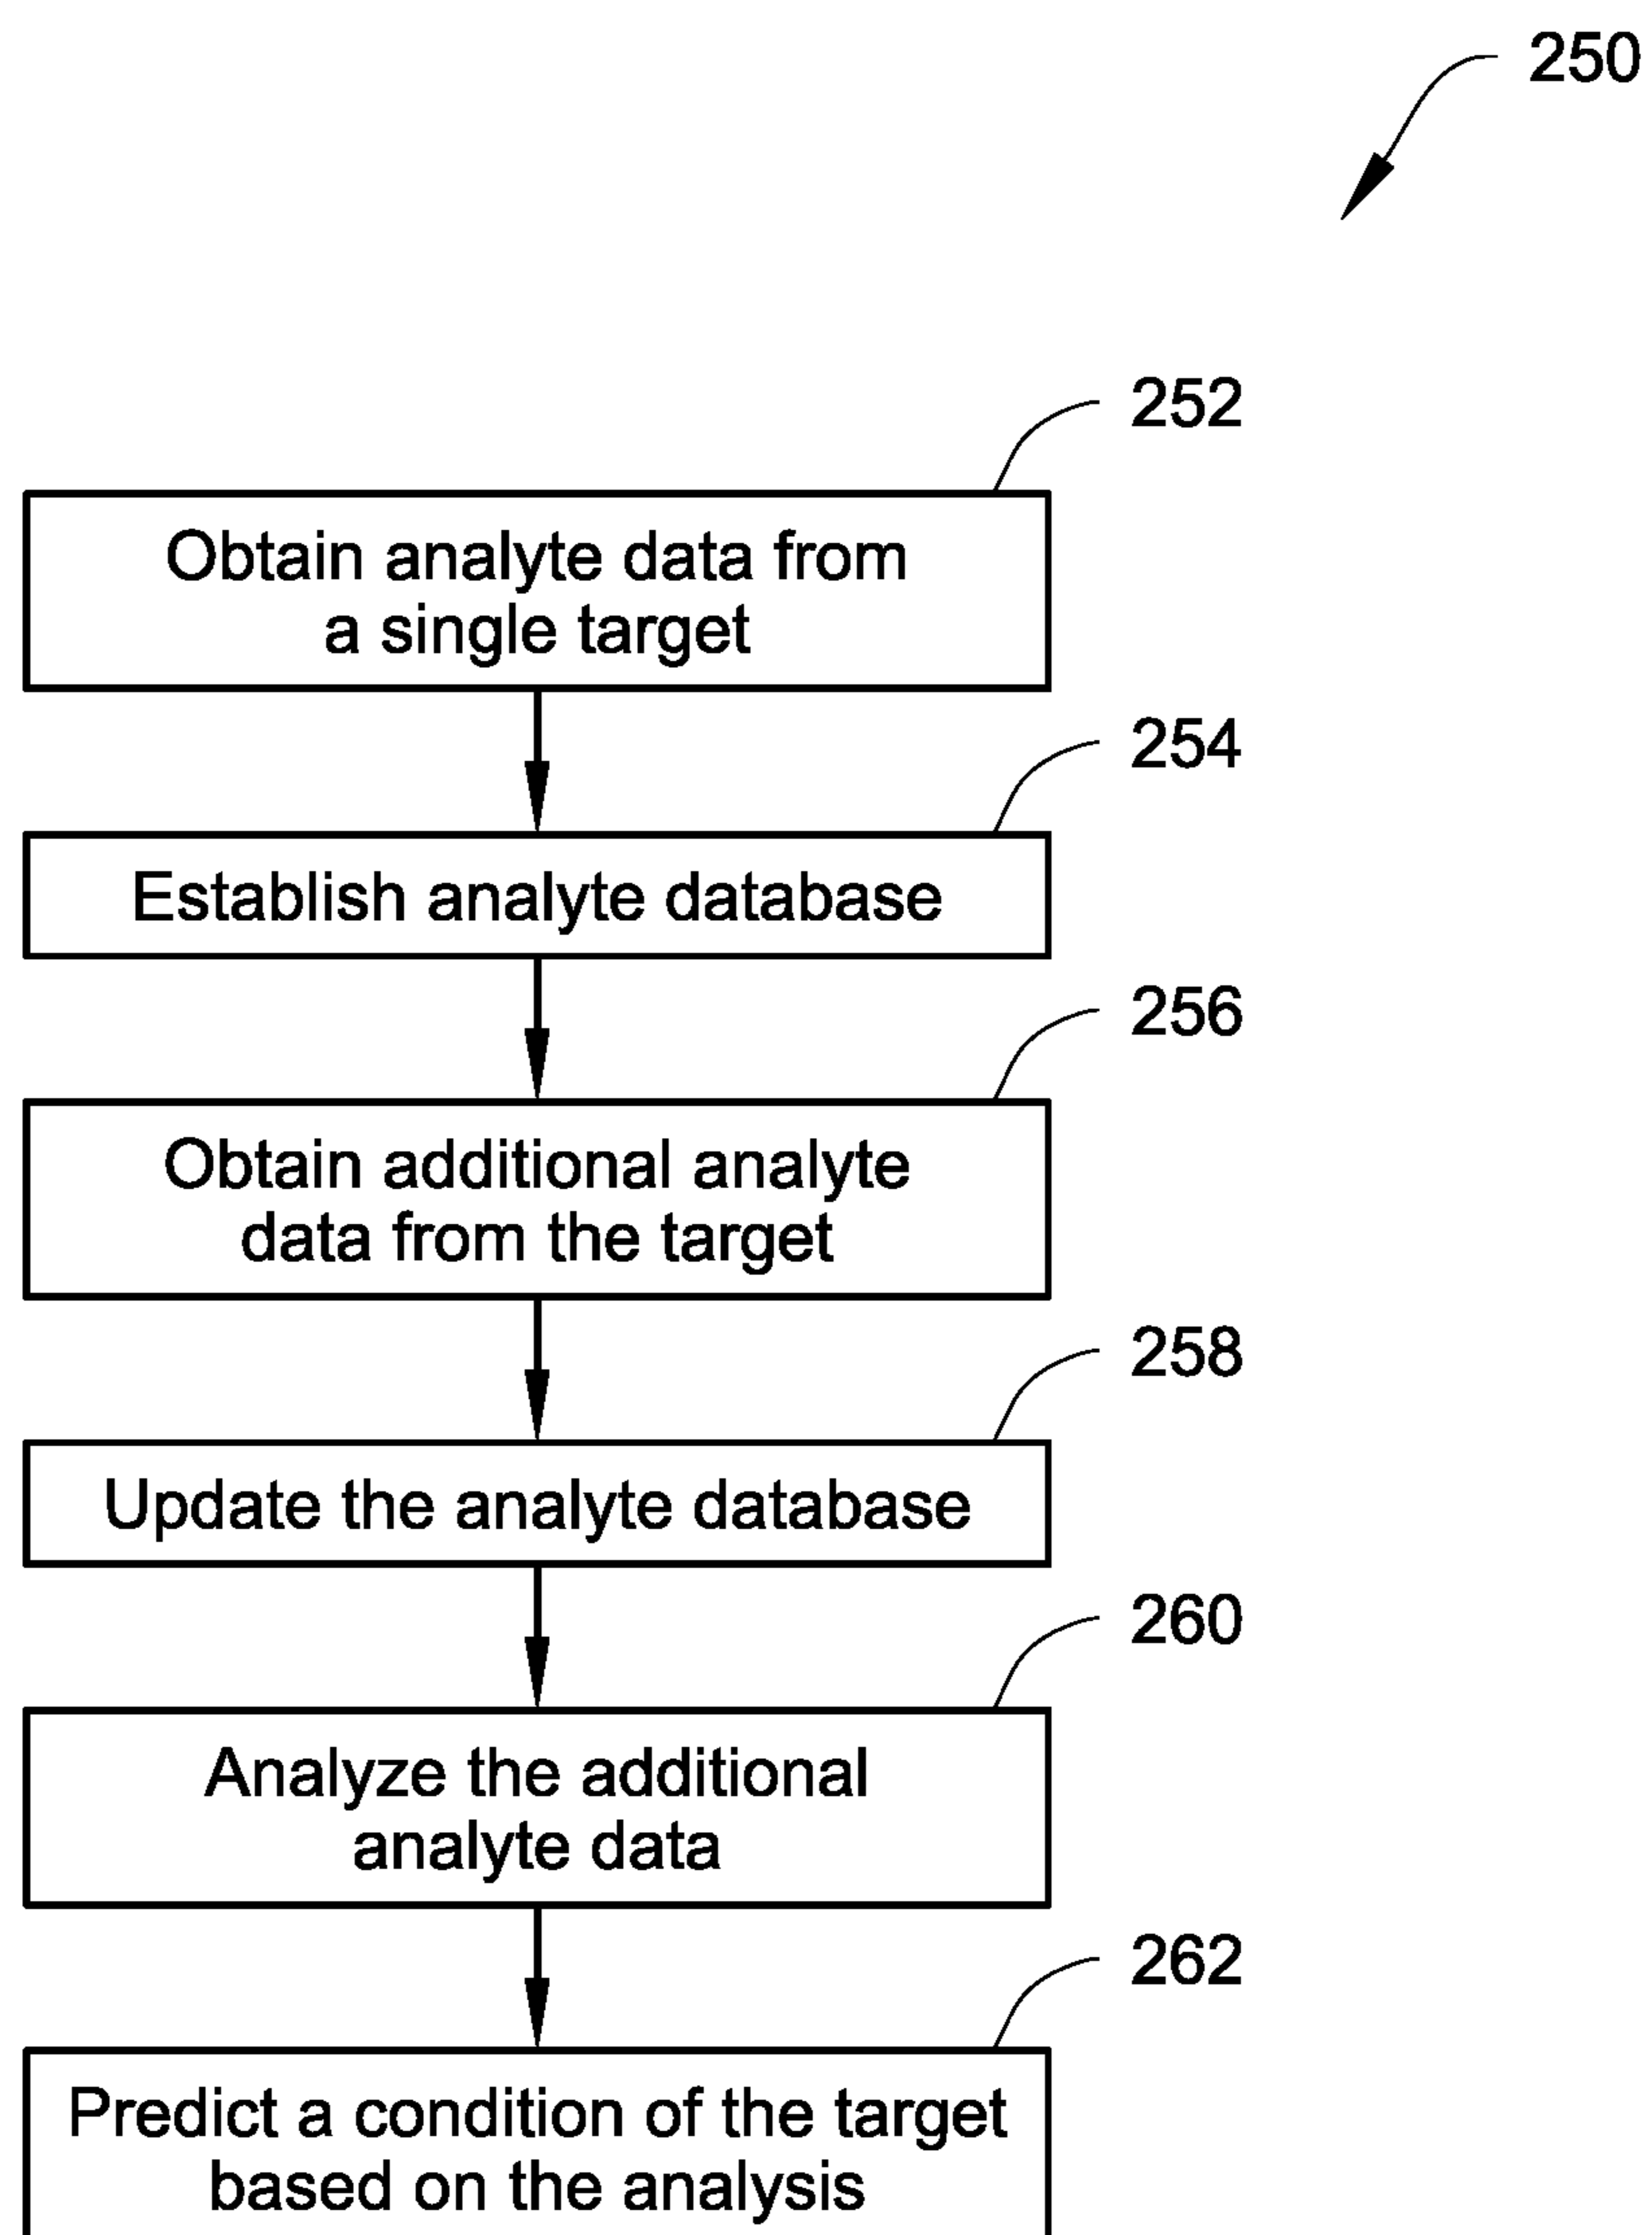 250
252
Obtain analyte data from
a single target
254
Establish analyte database
256
Obtain additional analyte
data from the target
258
Update the analyte database
260
Analyze the additional
analyte data
262
Predict a condition of the target
based on the analysis